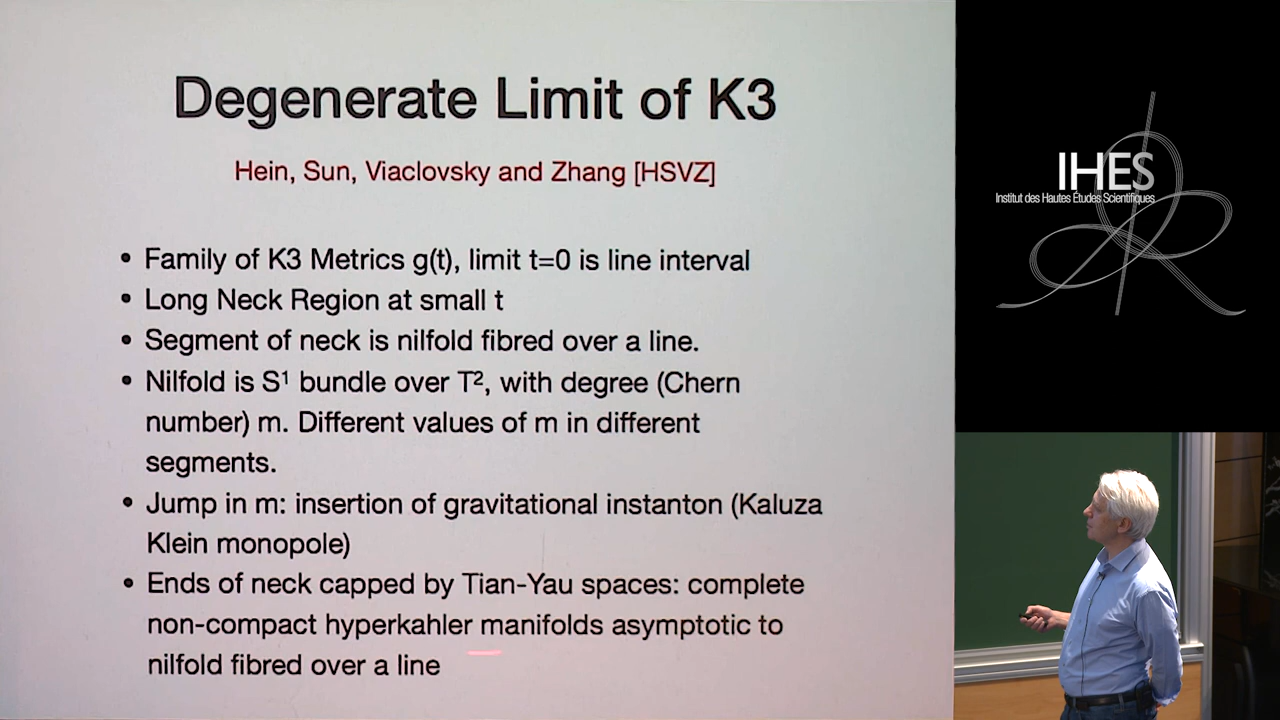 Degenerate Limit of K3
Hein, Sun, Viaclovsky and Zhang [HSVZ]
• Family of K3 Metrics g(t), limit t=0 is line interval
• Long Neck Region at small t
• Segment of neck is nilfold fibred over a line.
• Nilfold is S¹ bundle over T², with degree (Chern
number) m. Different values of m in different
segments.
• Jump in m: insertion of gravitational instanton (Kaluza
Klein monopole)
• Ends of neck capped by Tian-Yau spaces: complete
non-compact hyperkahler manifolds asymptotic to
nilfold fibred over a line
IHES
Institut des Hautes Études Scientifiques